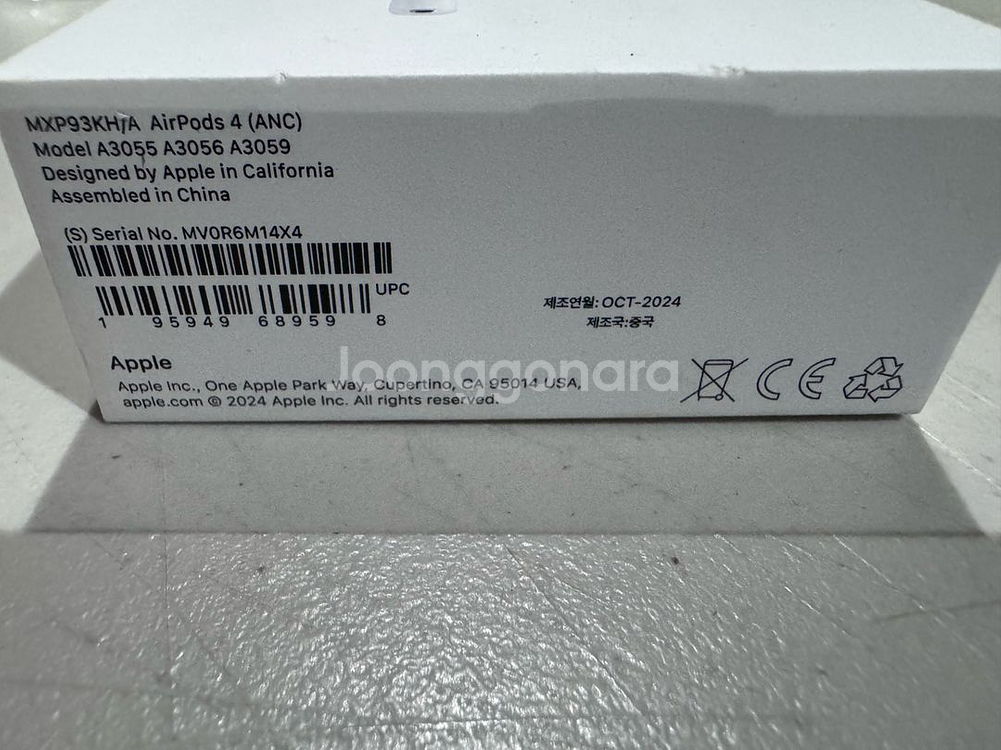 MXP93KH/A AirPods 4 (ANC)
Model A3055 A3056 A3059
Designed by Apple in California
Assembled in China
(S) Serial No. MV0R6M14X4
UPC
1 95949 68959 8
제조연월: OCT-2024
제조국:중국
Apple
Apple Inc., One Apple Park Way, Cupertino, CA 95014 USA,
apple.com © 2024 Apple Inc. All rights reserved.
CE
joonggonara